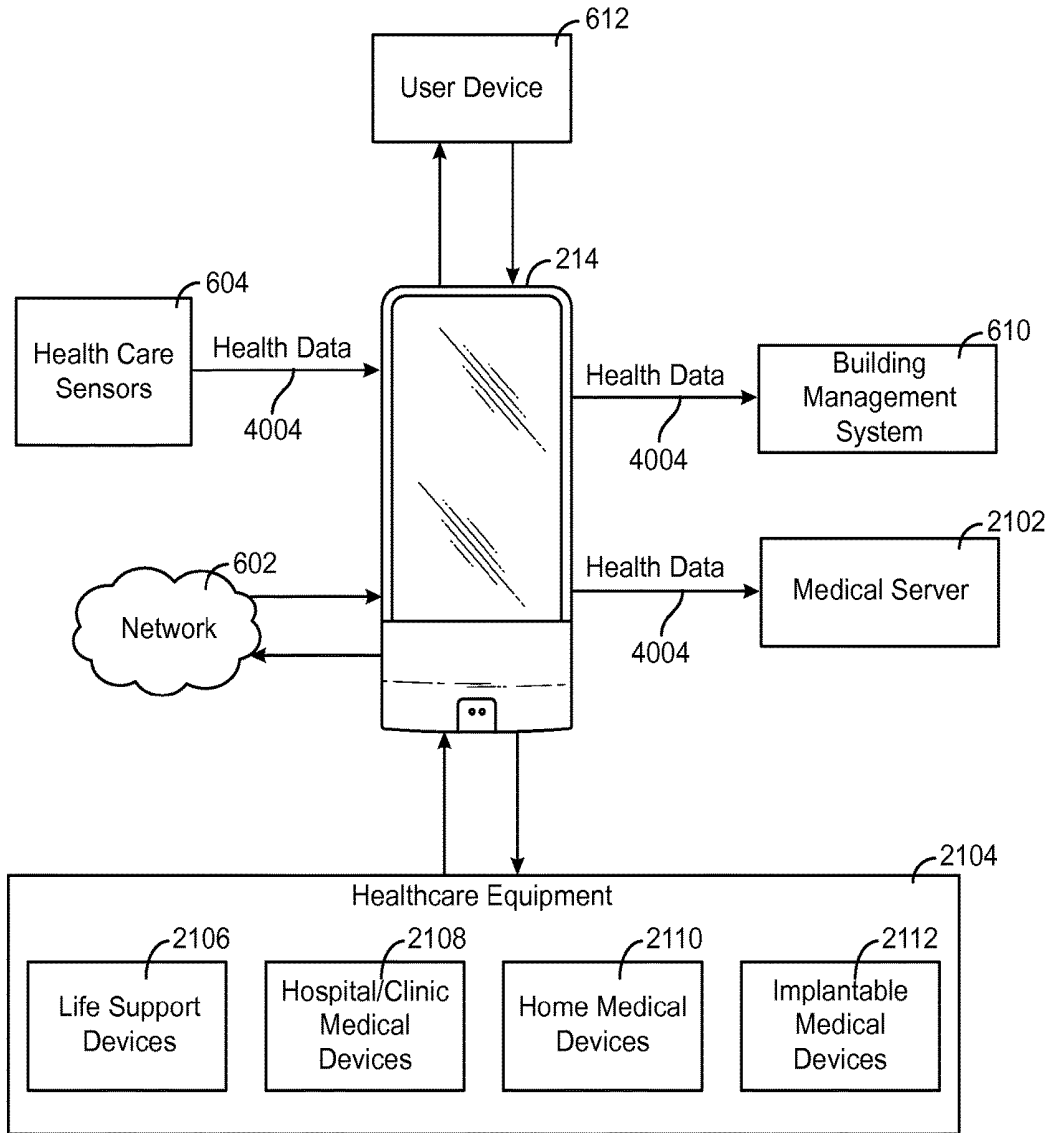 612
User Device
214
604
Health Care
Sensors
Health Data
4004
610
Building
Management
System
Health Data
4004
602
Network
2102
Medical Server
Health Data
4004
2104
Healthcare Equipment
2106
Life Support
Devices
2108
Hospital/Clinic
Medical
Devices
2110
Home Medical
Devices
2112
Implantable
Medical
Devices